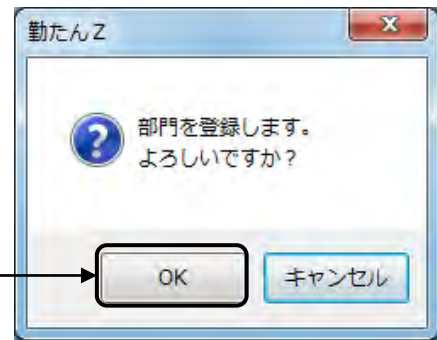 勤たんZ
部門を登録します。
よろしいですか？
OK
キャンセル